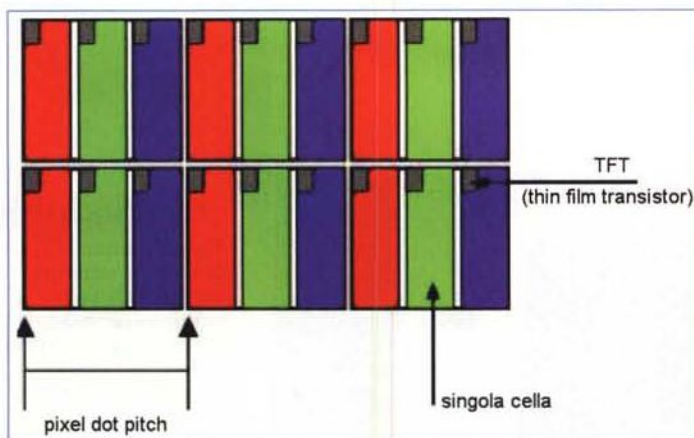 TFT
(thin film transistor)
singola cella
pixel dot pitch